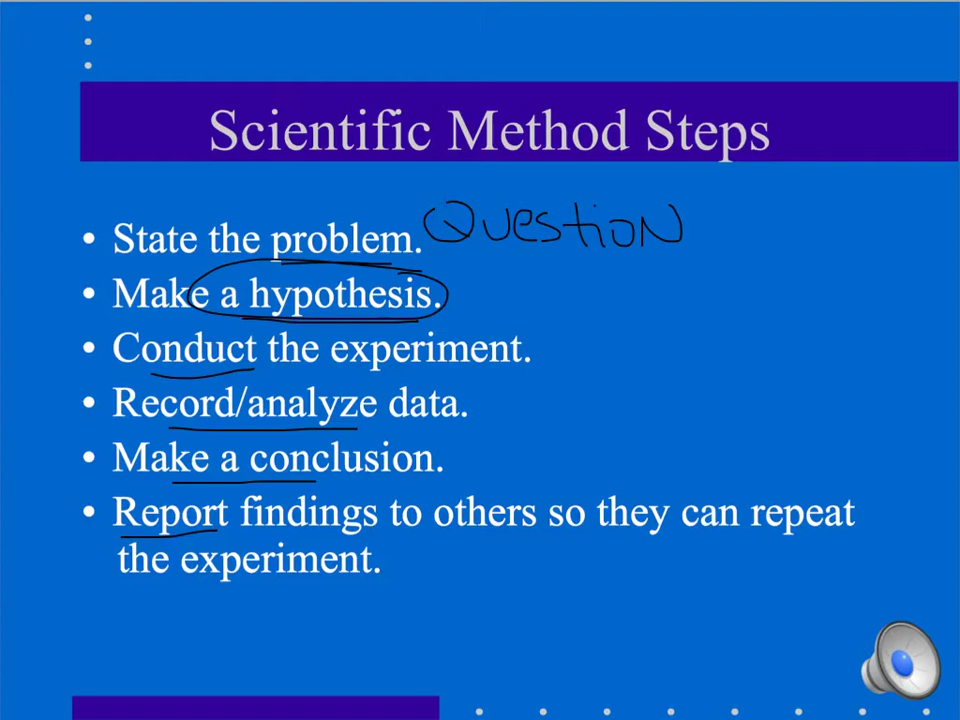 Scientific Method Steps
• State the problem. Question
• Make a hypothesis.
• Conduct the experiment.
• Record/analyze data.
• Make a conclusion.
• Report findings to others so they can repeat
the experiment.